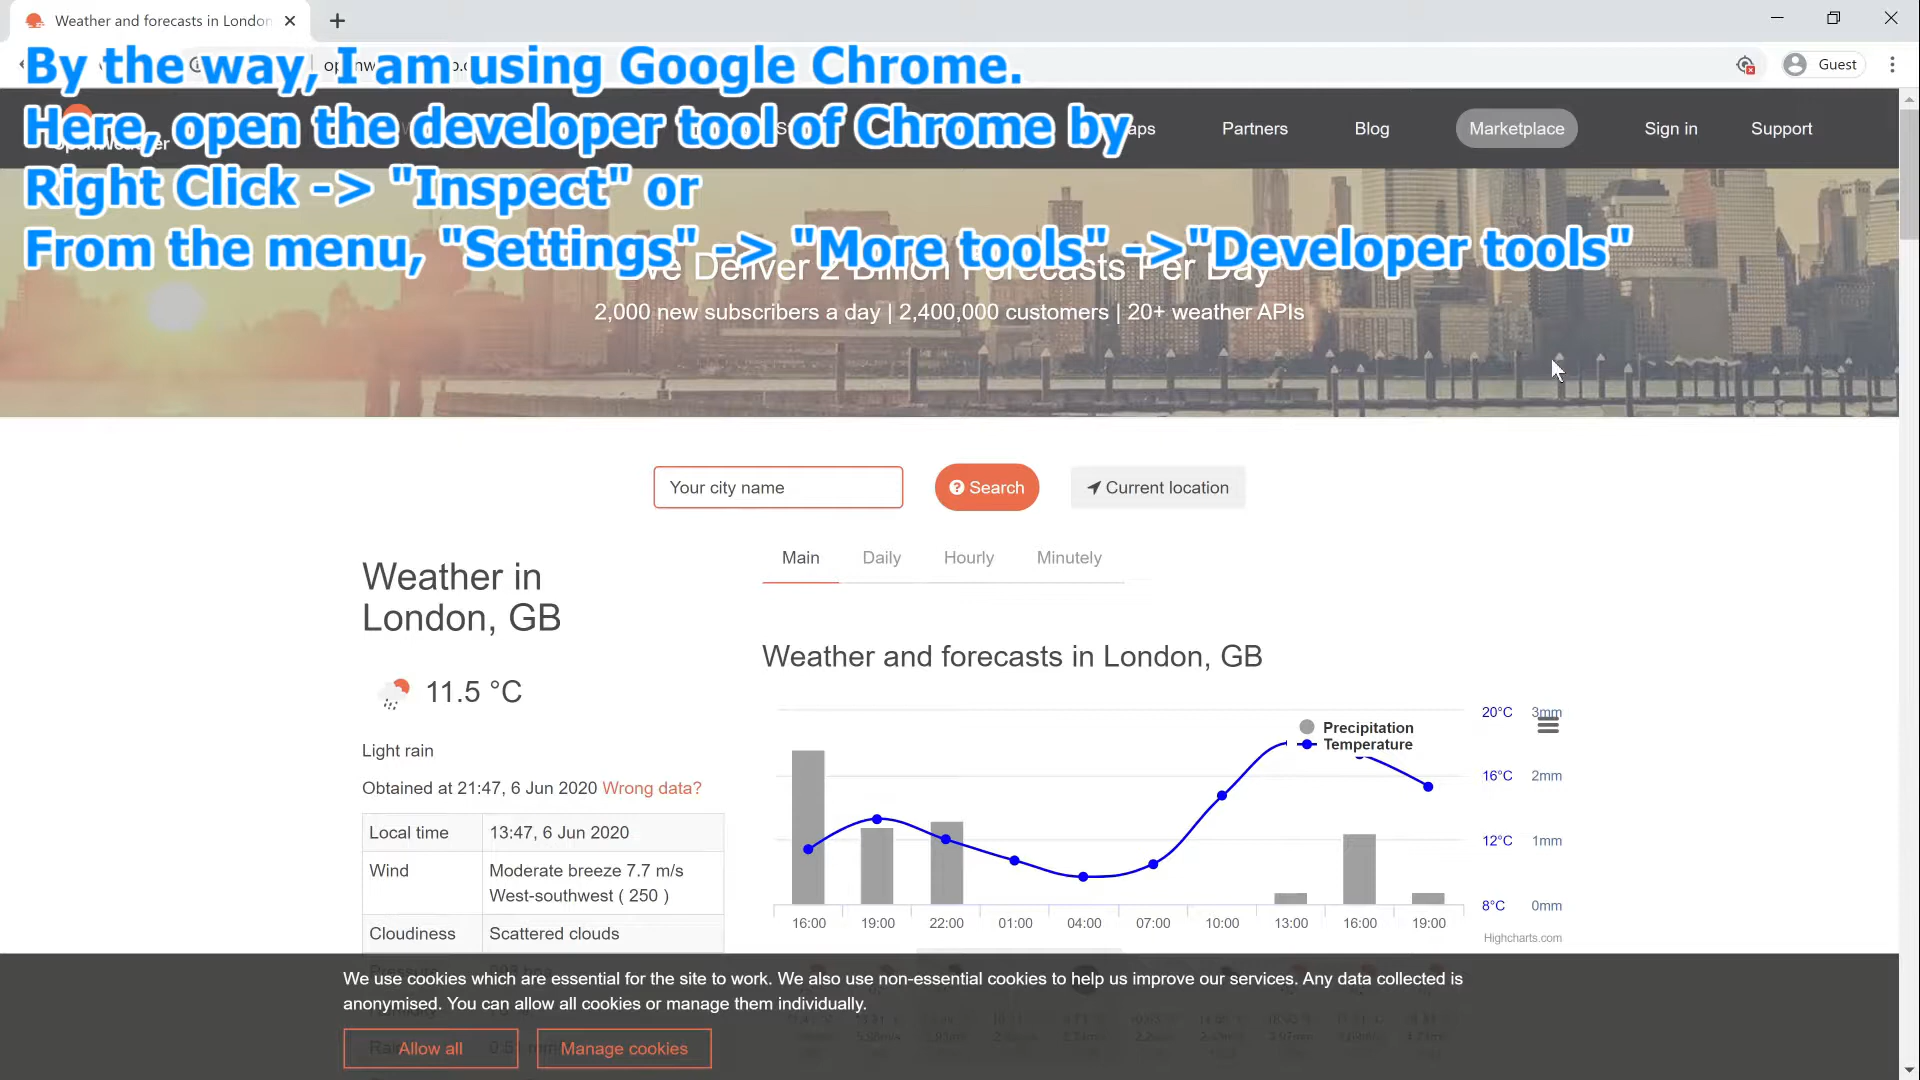 Weather and forecasts in London
By the way, I am using Google Chrome.
Guest
Here, open the developer tool of Chrome by
Partners
Blog
Marketplace
Sign in
Support
Right Click -> "Inspect" or
From the menu, "Settings" -> "More tools" ->"Developer tools"
We Deliver 2 Billion Forecasts Per Day
2,000 new subscribers a day | 2,400,000 customers | 20+ weather APIs
Your city name
Search
Current location
Main
Daily
Hourly
Minutely
Weather in
London, GB
11.5 °C
Light rain
Obtained at 21:47, 6 Jun 2020 Wrong data?
Local time 13:47, 6 Jun 2020
Wind Moderate breeze 7.7 m/s
West-southwest ( 250 )
Cloudiness Scattered clouds
Weather and forecasts in London, GB
Precipitation
Temperature
20°C 3mm
16°C 2mm
12°C 1mm
8°C 0mm
16:00 19:00 22:00 01:00 04:00 07:00 10:00 13:00 16:00 19:00
Highcharts.com
We use cookies which are essential for the site to work. We also use non-essential cookies to help us improve our services. Any data collected is
anonymised. You can allow all cookies or manage them individually.
Allow all
Manage cookies